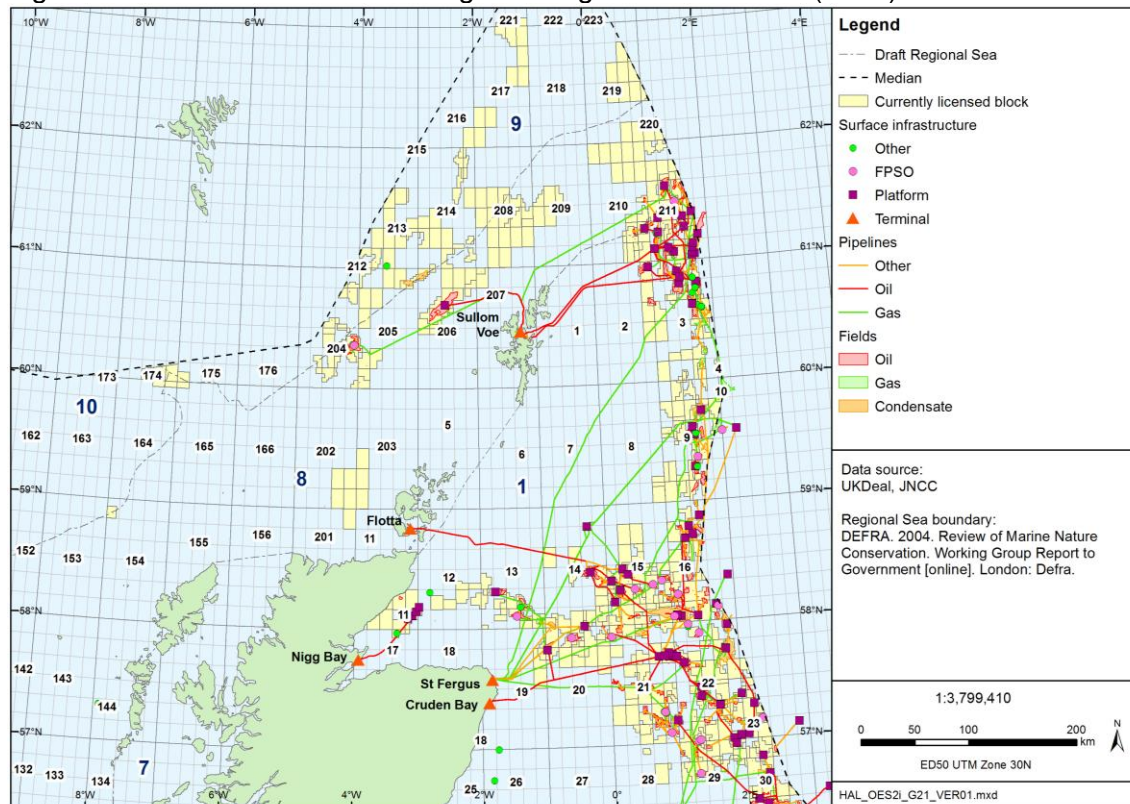 10°W 8°W 6°W 4°W 2°W 221 222 0° 223 2°E 4°E
217 218 219
216 9 220
62°N 62°N
215
214 208 209 210 211
213
61°N 61°N
212
207
Sullom
Voe
205 206 1 2 3
204
60°N 60°N
173 174 175 176 4
10 10
162 163 164 165 166 202 203 5 6 7 8 9
8 1
59°N 59°N
Flotta
152 153 154 155 156 201 11
12 13 14 15 16
58°N 58°N
11
17 18
Nigg Bay
142 143 144
St Fergus
Cruden Bay
19 20 21 22 23
57°N 57°N
18
132 133 134 7
25 26 27 28 29 30
8°W 6°W 4°W 2°W 0° 2°E
Legend
Draft Regional Sea
Median
Currently licensed block
Surface infrastructure
Other
FPSO
Platform
Terminal
Pipelines
Other
Oil
Gas
Fields
Oil
Gas
Condensate
Data source:
UKDeal, JNCC
Regional Sea boundary:
DEFRA. 2004. Review of Marine Nature
Conservation. Working Group Report to
Government [online]. London: Defra.
1:3,799,410
0 50 100 200
km
N
ED50 UTM Zone 30N
HAL_OES2i_G21_VER01.mxd